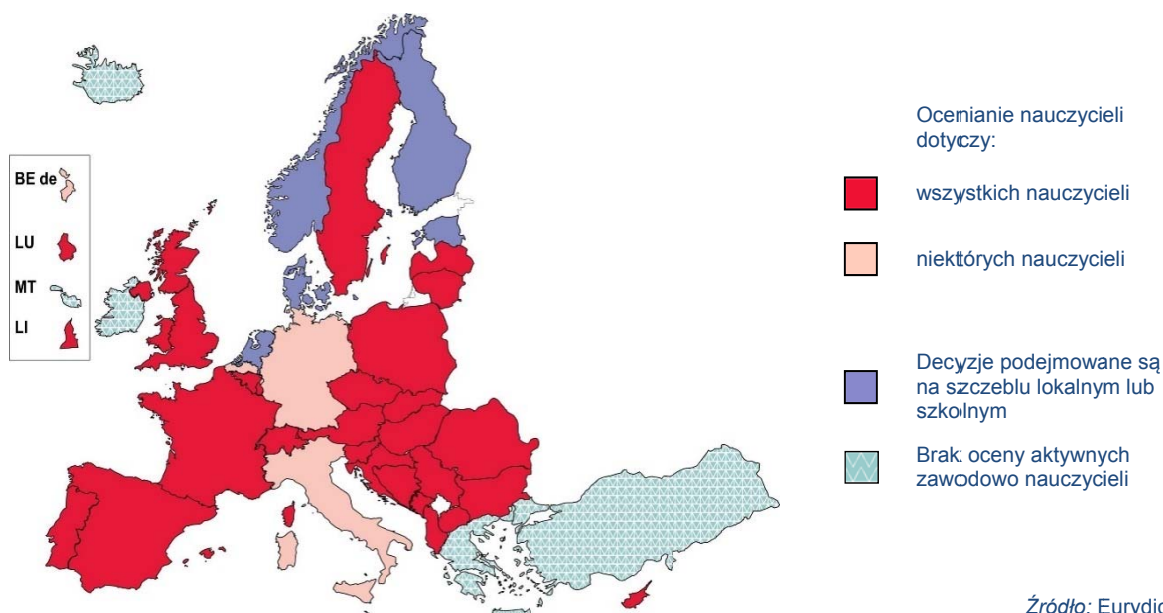 BE de
LU
MT
LI
Ocenianie nauczycieli
dotyczy:
wszystkich nauczycieli
niektórych nauczycieli
Decyzje podejmowane są
na szczeblu lokalnym lub
szkolnym
Brak oceny aktywnych
zawodowo nauczycieli
Źródło: Eurydic